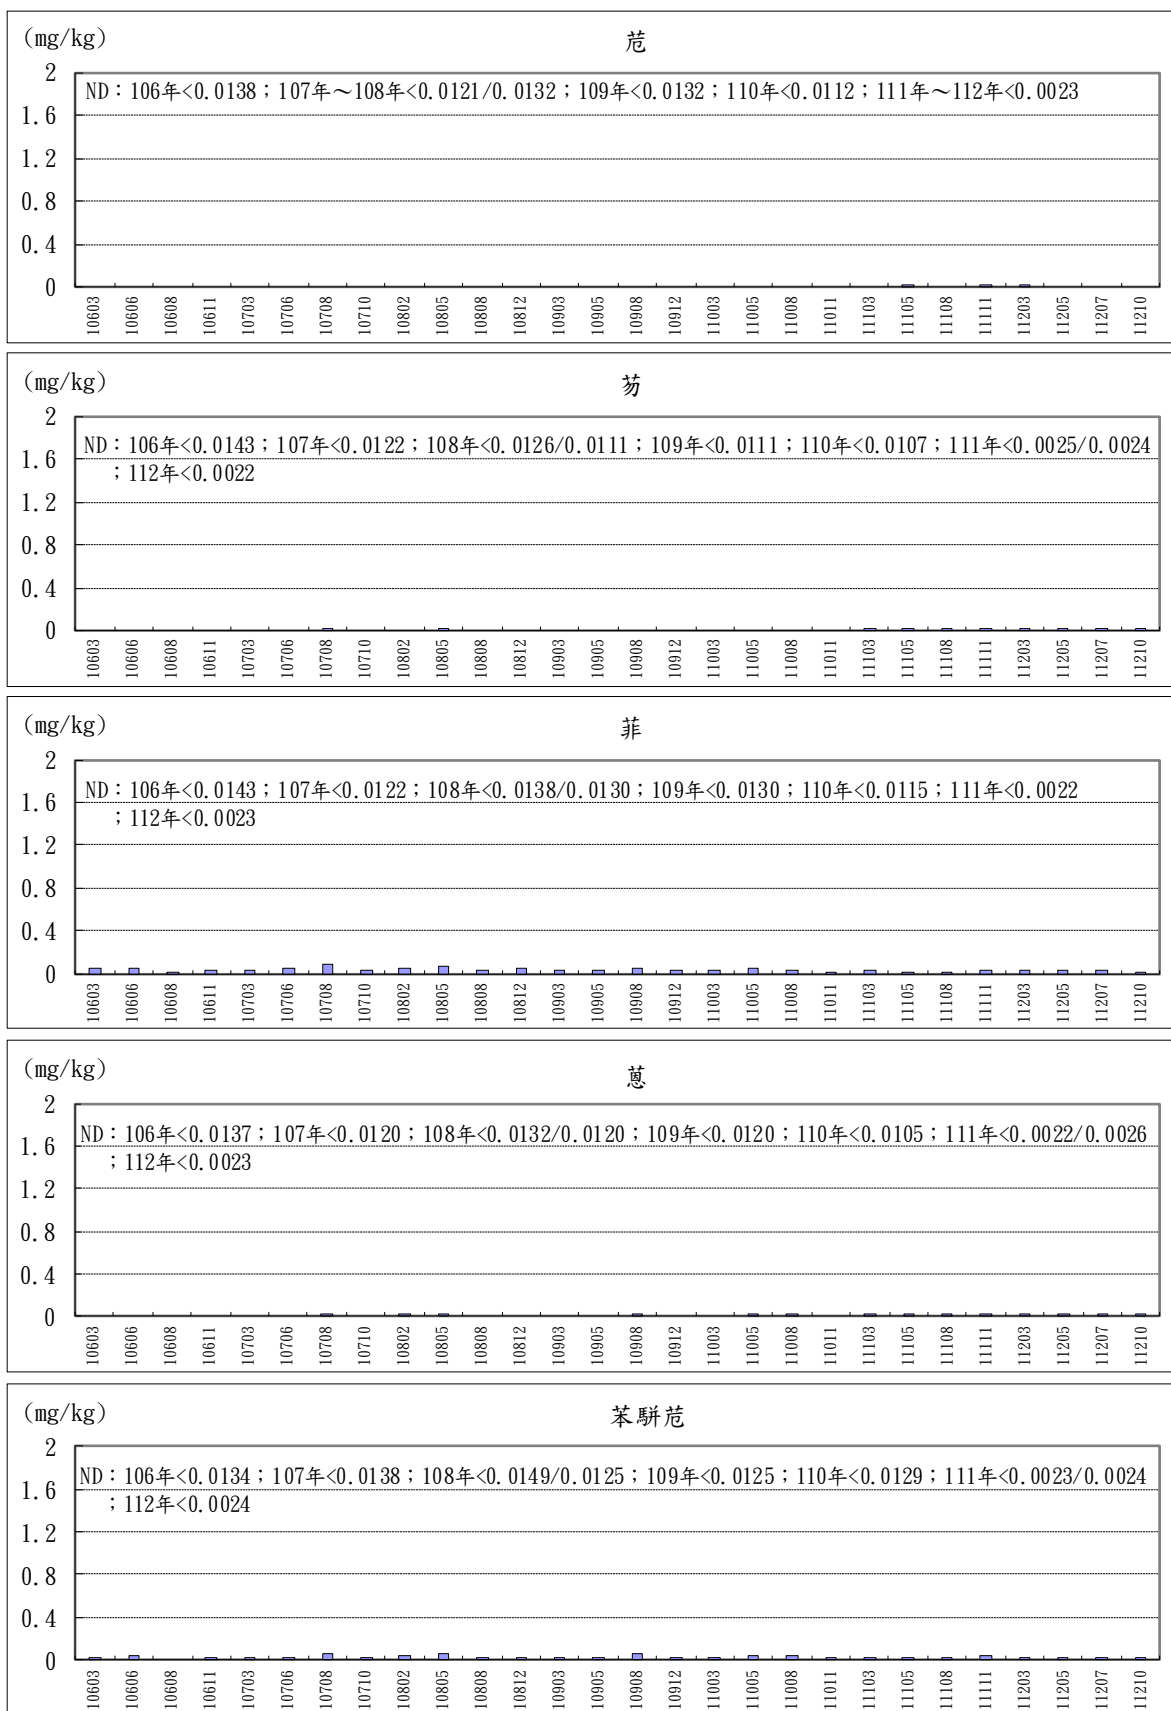 (mg/kg)
苊
2
ND：106年<0.0138；107年～108年<0.0121/0.0132；109年<0.0132；110年<0.0112；111年～112年<0.0023
1.6
1.2
0.8
0.4
0
10603 10606 10608 10611 10703 10706 10708 10710 10802 10805 10808 10812 10903 10905 10908 10912 11003 11005 11008 11011 11103 11105 11108 11111 11203 11205 11207 11210
(mg/kg)
芴
2
ND：106年<0.0143；107年<0.0122；108年<0.0126/0.0111；109年<0.0111；110年<0.0107；111年<0.0025/0.0024
1.6
；112年<0.0022
1.2
0.8
0.4
0
10603 10606 10608 10611 10703 10706 10708 10710 10802 10805 10808 10812 10903 10905 10908 10912 11003 11005 11008 11011 11103 11105 11108 11111 11203 11205 11207 11210
(mg/kg)
菲
2
ND：106年<0.0143；107年<0.0122；108年<0.0138/0.0130；109年<0.0130；110年<0.0115；111年<0.0022
1.6
；112年<0.0023
1.2
0.8
0.4
0
10603 10606 10608 10611 10703 10706 10708 10710 10802 10805 10808 10812 10903 10905 10908 10912 11003 11005 11008 11011 11103 11105 11108 11111 11203 11205 11207 11210
(mg/kg)
蒽
2
ND：106年<0.0137；107年<0.0120；108年<0.0132/0.0120；109年<0.0120；110年<0.0105；111年<0.0022/0.0026
1.6
；112年<0.0023
1.2
0.8
0.4
0
10603 10606 10608 10611 10703 10706 10708 10710 10802 10805 10808 10812 10903 10905 10908 10912 11003 11005 11008 11011 11103 11105 11108 11111 11203 11205 11207 11210
(mg/kg)
苯駢苊
2
ND：106年<0.0134；107年<0.0138；108年<0.0149/0.0125；109年<0.0125；110年<0.0129；111年<0.0023/0.0024
1.6
；112年<0.0024
1.2
0.8
0.4
0
10603 10606 10608 10611 10703 10706 10708 10710 10802 10805 10808 10812 10903 10905 10908 10912 11003 11005 11008 11011 11103 11105 11108 11111 11203 11205 11207 11210